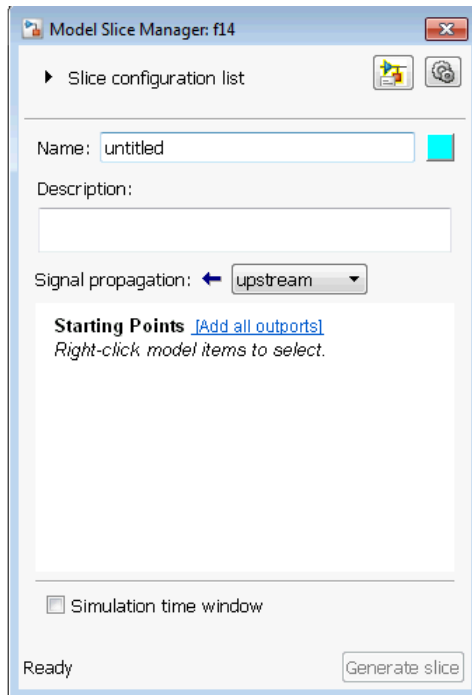 Model Slice Manager: f14
Slice configuration list
Name: untitled
Description:
Signal propagation: upstream
Starting Points [Add all outports]
Right-click model items to select.
Simulation time window
Ready Generate slice